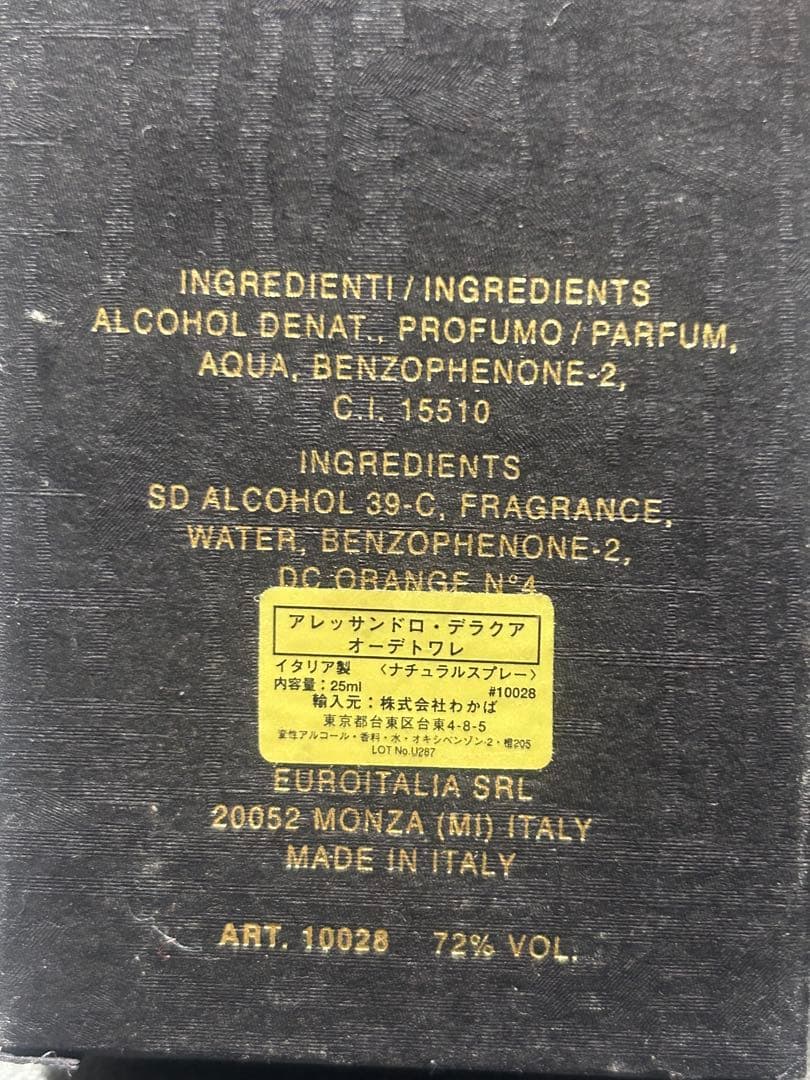 INGREDIENTI / INGREDIENTS
ALCOHOL DENAT., PROFUMO / PARFUM,
AQUA, BENZOPHENONE-2,
C.I. 15510
INGREDIENTS
SD ALCOHOL 39-C, FRAGRANCE,
WATER, BENZOPHENONE-2,
DC ORANGE N°4
アレッサンドロ・デラクア
オーデトワレ
イタリア製 〈ナチュラルスプレー〉
内容量：25ml #10028
輸入元：株式会社わかば
東京都台東区台東4-8-5
変性アルコール・香料・水・オキシベンゾン-2・橙205
LOT No.U287
EUROITALIA SRL
20052 MONZA (MI) ITALY
MADE IN ITALY
ART. 10028 72% VOL.